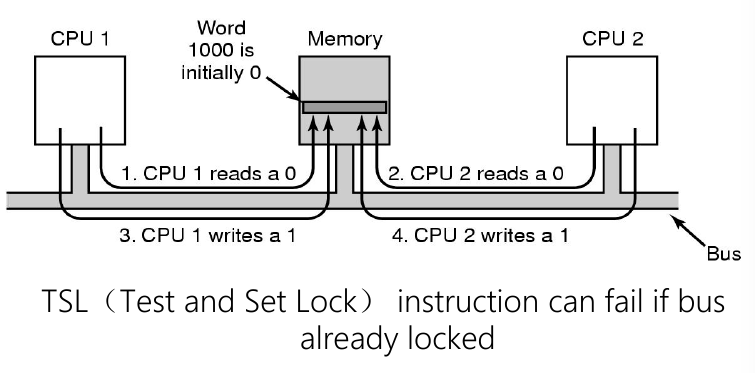 CPU 1
Word
1000 is
initially 0
Memory
CPU 2
1. CPU 1 reads a 0
2. CPU 2 reads a 0
3. CPU 1 writes a 1
4. CPU 2 writes a 1
Bus
TSL（Test and Set Lock） instruction can fail if bus
already locked